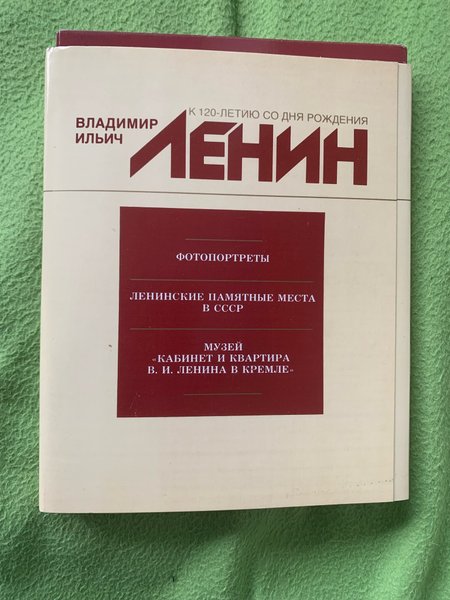 К 120-ЛЕТИЮ СО ДНЯ РОЖДЕНИЯ
ВЛАДИМИР
ИЛЬИЧ
ЛЕНИН
ФОТОПОРТРЕТЫ
ЛЕНИНСКИЕ ПАМЯТНЫЕ МЕСТА
В СССР
МУЗЕЙ
«КАБИНЕТ И КВАРТИРА
В. И. ЛЕНИНА В КРЕМЛЕ»